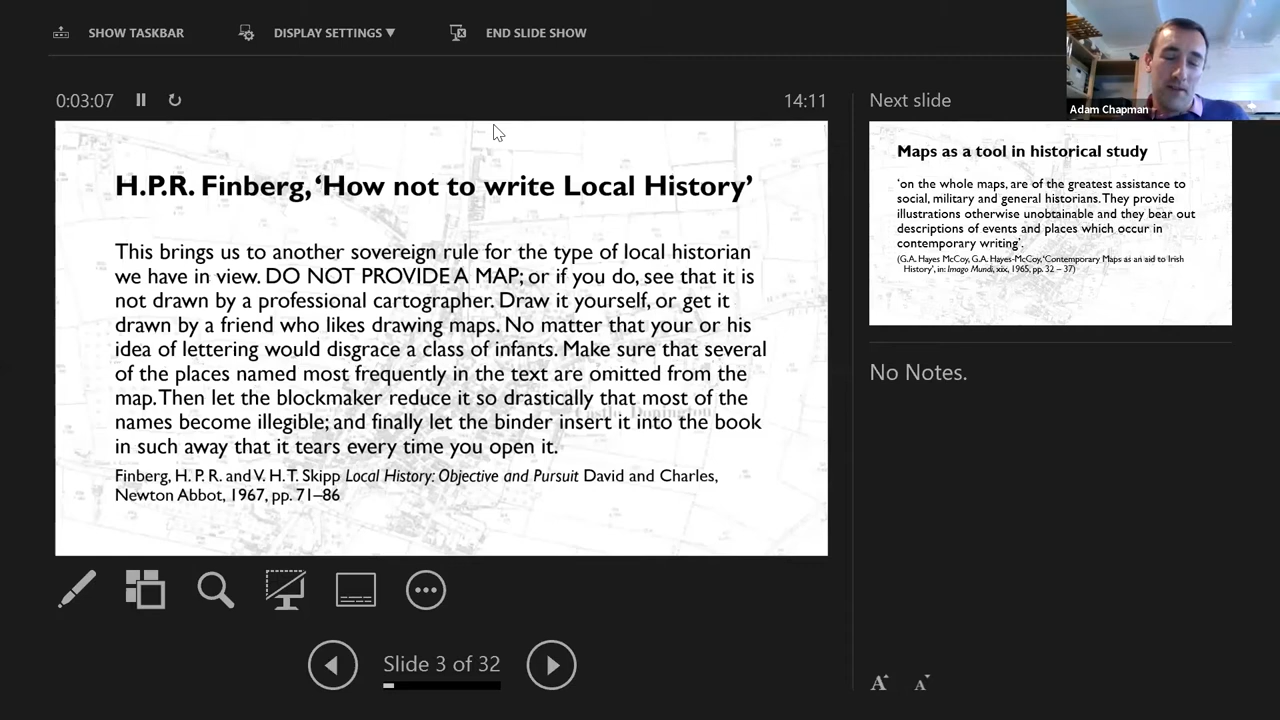 SHOW TASKBAR
DISPLAY SETTINGS ▼
END SLIDE SHOW
Adam Chapman
0:03:07
14:11
H.P.R. Finberg, ‘How not to write Local History’
This brings us to another sovereign rule for the type of local historian
we have in view. DO NOT PROVIDE A MAP; or if you do, see that it is
not drawn by a professional cartographer. Draw it yourself, or get it
drawn by a friend who likes drawing maps. No matter that your or his
idea of lettering would disgrace a class of infants. Make sure that several
of the places named most frequently in the text are omitted from the
map. Then let the blockmaker reduce it so drastically that most of the
names become illegible; and finally let the binder insert it into the book
in such away that it tears every time you open it.
Finberg, H. P. R. and V. H. T. Skipp Local History: Objective and Pursuit David and Charles,
Newton Abbot, 1967, pp. 71–86
Slide 3 of 32
Next slide
Maps as a tool in historical study
‘on the whole maps, are of the greatest assistance to
social, military and general historians. They provide
illustrations otherwise unobtainable and they bear out
descriptions of events and places which occur in
contemporary writing’.
(G.A. Hayes McCoy, G.A. Hayes-McCoy, ‘Contemporary Maps as an aid to Irish
History’, in: Imago Mundi, xix, 1965, pp. 32 – 37)
No Notes.
A A